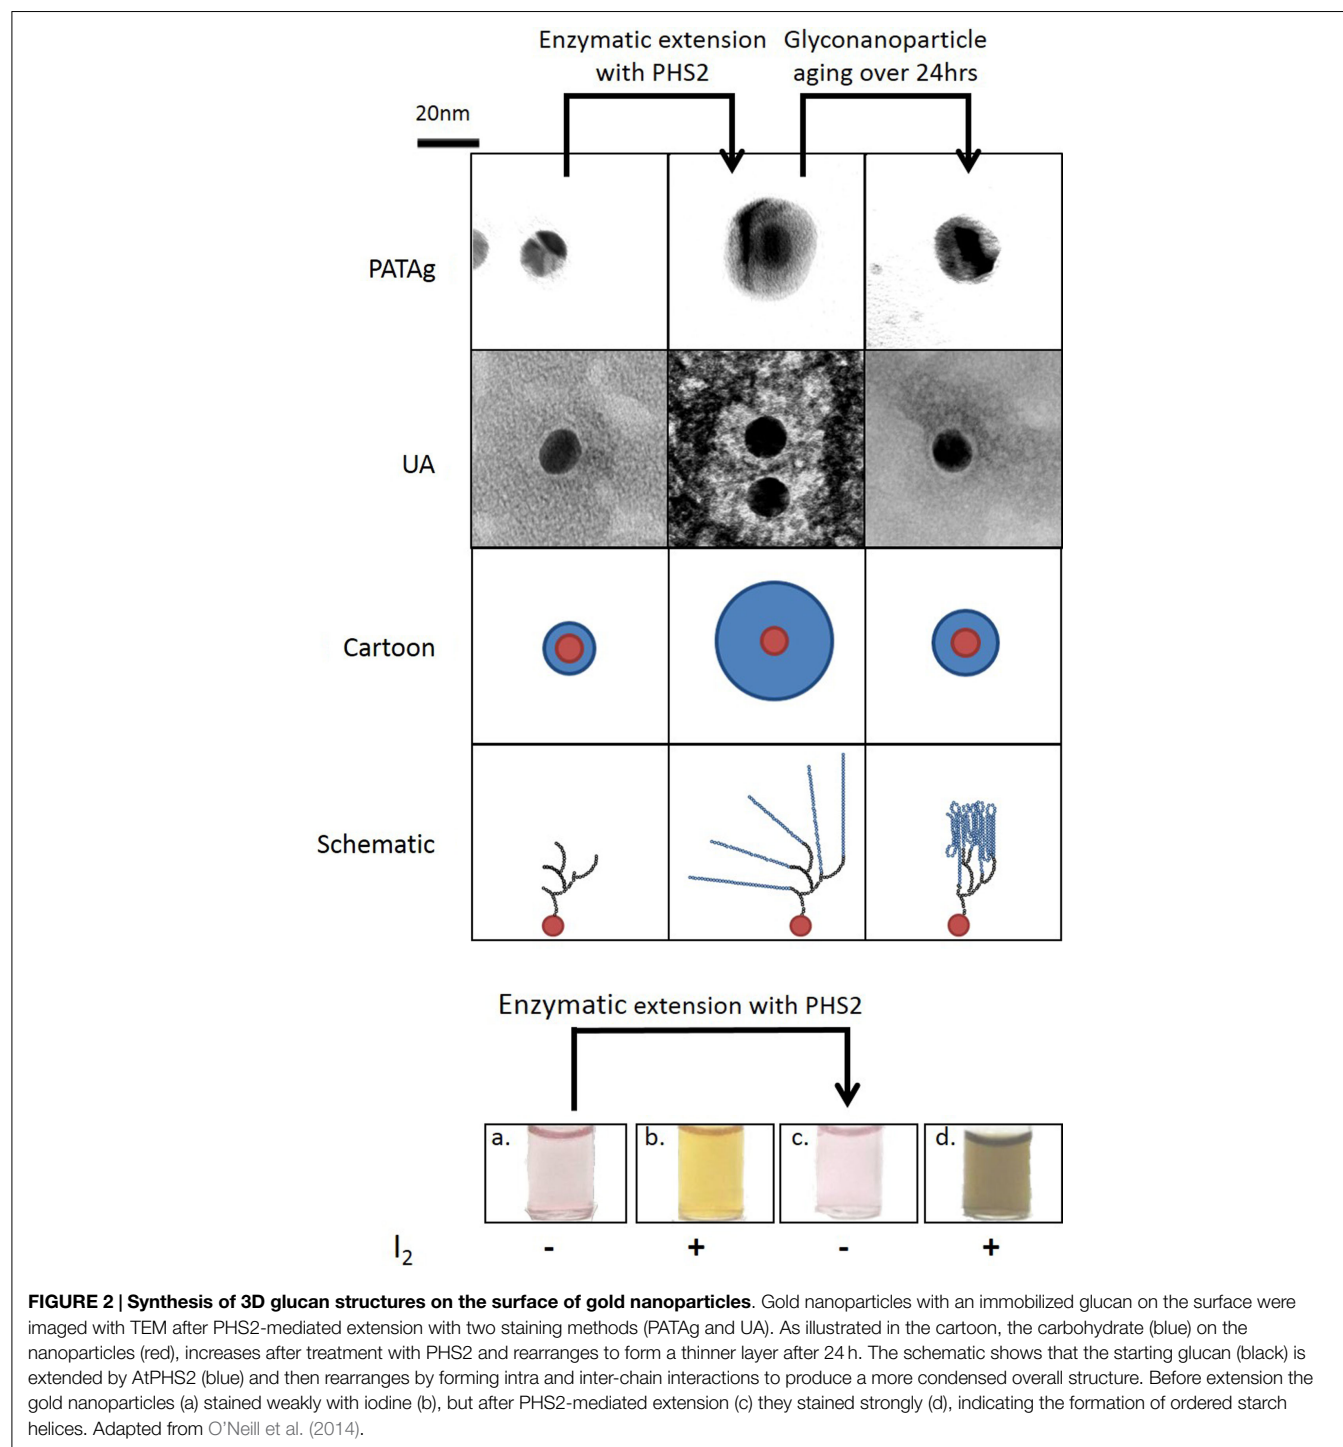 Enzymatic extension
with PHS2
Glyconanoparticle
aging over 24hrs
20nm
PATAg
UA
Cartoon
Schematic
Enzymatic extension with PHS2
a.
b.
c.
d.
I2
-
+
-
+
FIGURE 2 | Synthesis of 3D glucan structures on the surface of gold nanoparticles. Gold nanoparticles with an immobilized glucan on the surface were
imaged with TEM after PHS2-mediated extension with two staining methods (PATAg and UA). As illustrated in the cartoon, the carbohydrate (blue) on the
nanoparticles (red), increases after treatment with PHS2 and rearranges to form a thinner layer after 24 h. The schematic shows that the starting glucan (black) is
extended by AtPHS2 (blue) and then rearranges by forming intra and inter-chain interactions to produce a more condensed overall structure. Before extension the
gold nanoparticles (a) stained weakly with iodine (b), but after PHS2-mediated extension (c) they stained strongly (d), indicating the formation of ordered starch
helices. Adapted from O'Neill et al. (2014).